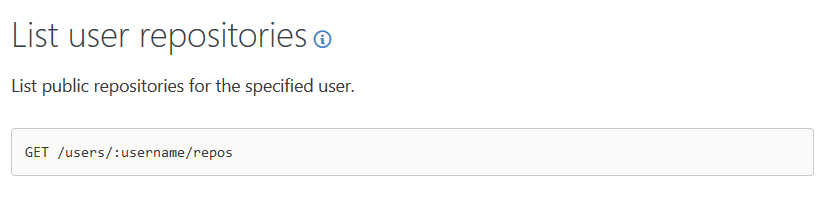 List user repositories
List public repositories for the specified user.
GET /users/:username/repos